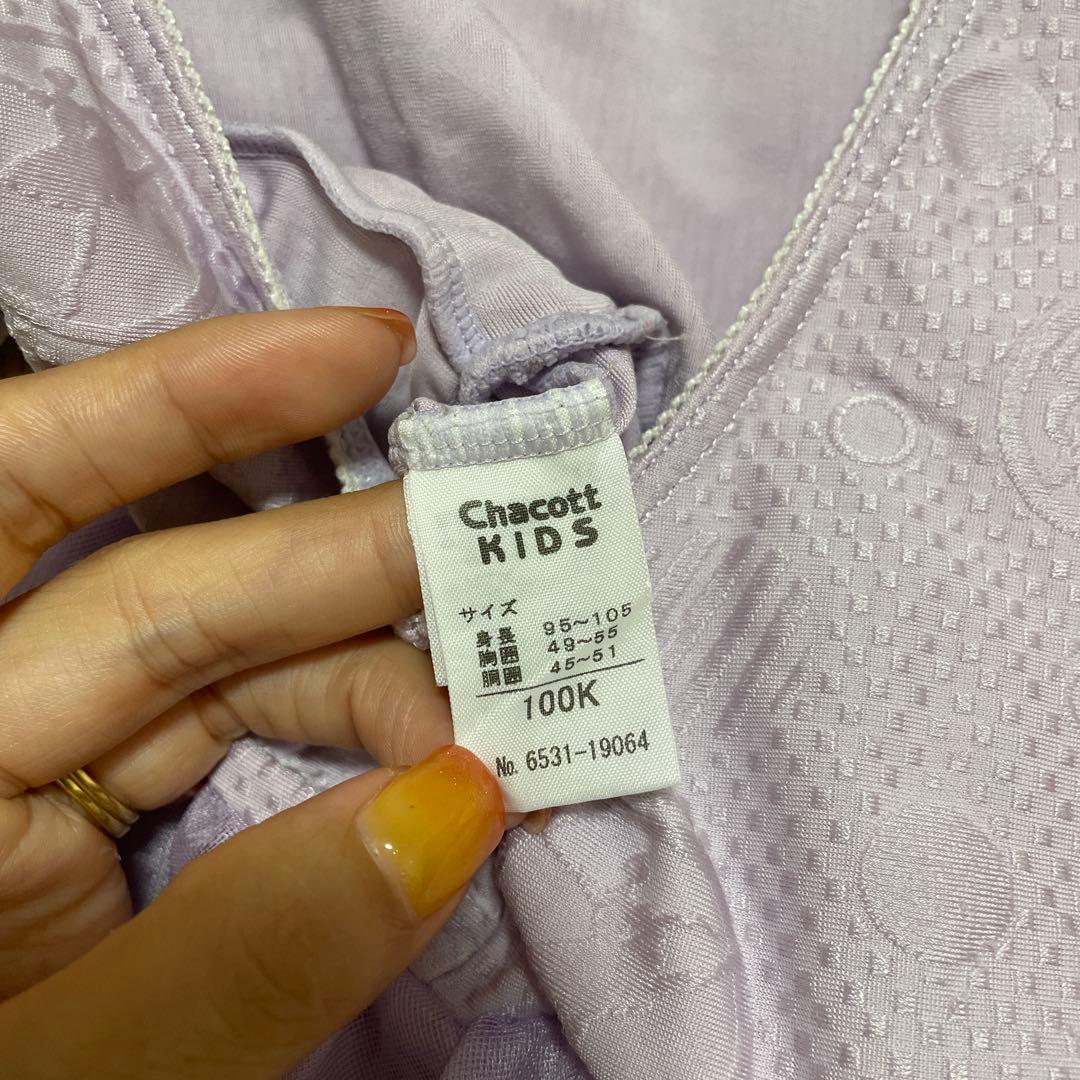 Chacott
KIDS
サイズ
身長 95〜105
胸囲 49〜55
胴囲 45〜51
100K
No. 6531-19064